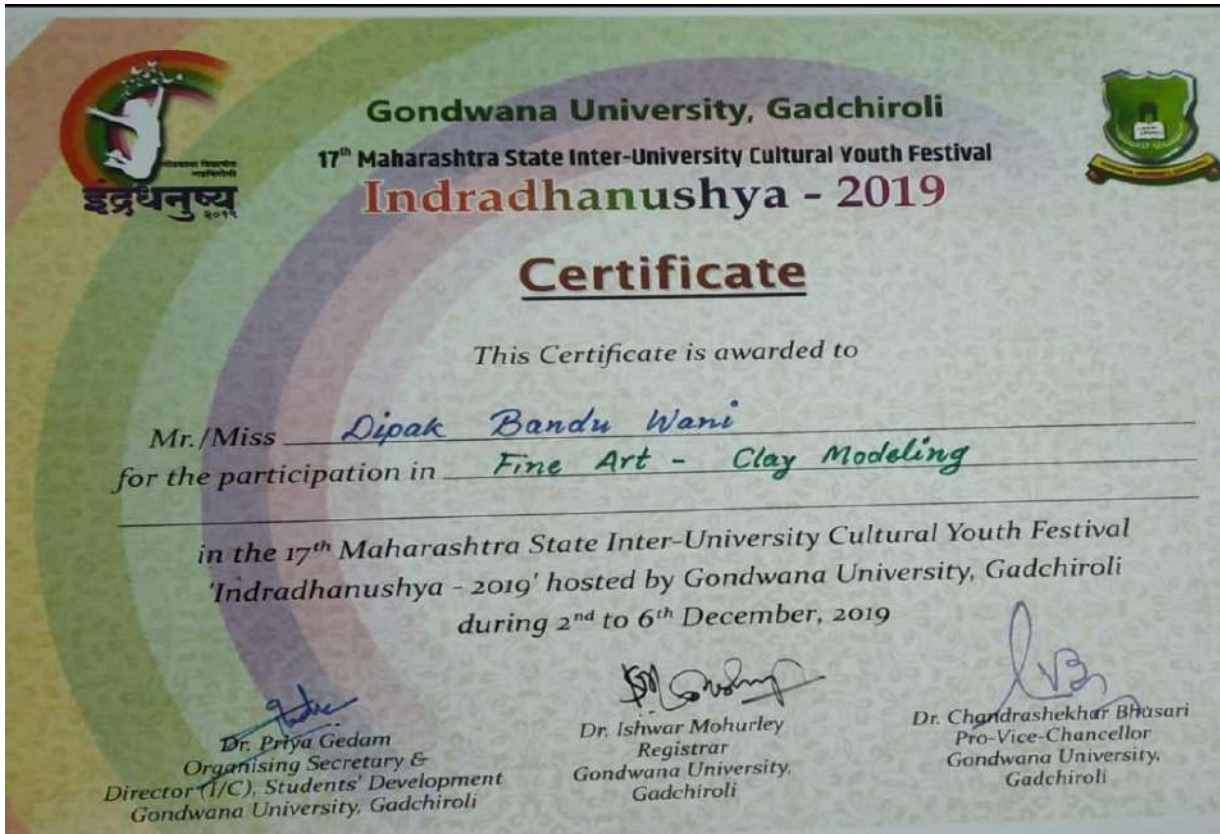 गोंडवाना विद्यापीठ
गडचिरोली
इंद्रधनुष्य
२०१९
Gondwana University, Gadchiroli
17th Maharashtra State Inter-University Cultural Youth Festival
Indradhanushya - 2019
Certificate
This Certificate is awarded to
Mr./Miss Dipak Bandu Wani
for the participation in Fine Art - Clay Modeling
in the 17th Maharashtra State Inter-University Cultural Youth Festival
'Indradhanushya - 2019' hosted by Gondwana University, Gadchiroli
during 2nd to 6th December, 2019
Dr. Priya Gedam
Organising Secretary &
Director (I/C), Students' Development
Gondwana University, Gadchiroli
Dr. Ishwar Mohurley
Registrar
Gondwana University,
Gadchiroli
Dr. Chandrashekhar Bhusari
Pro-Vice-Chancellor
Gondwana University,
Gadchiroli